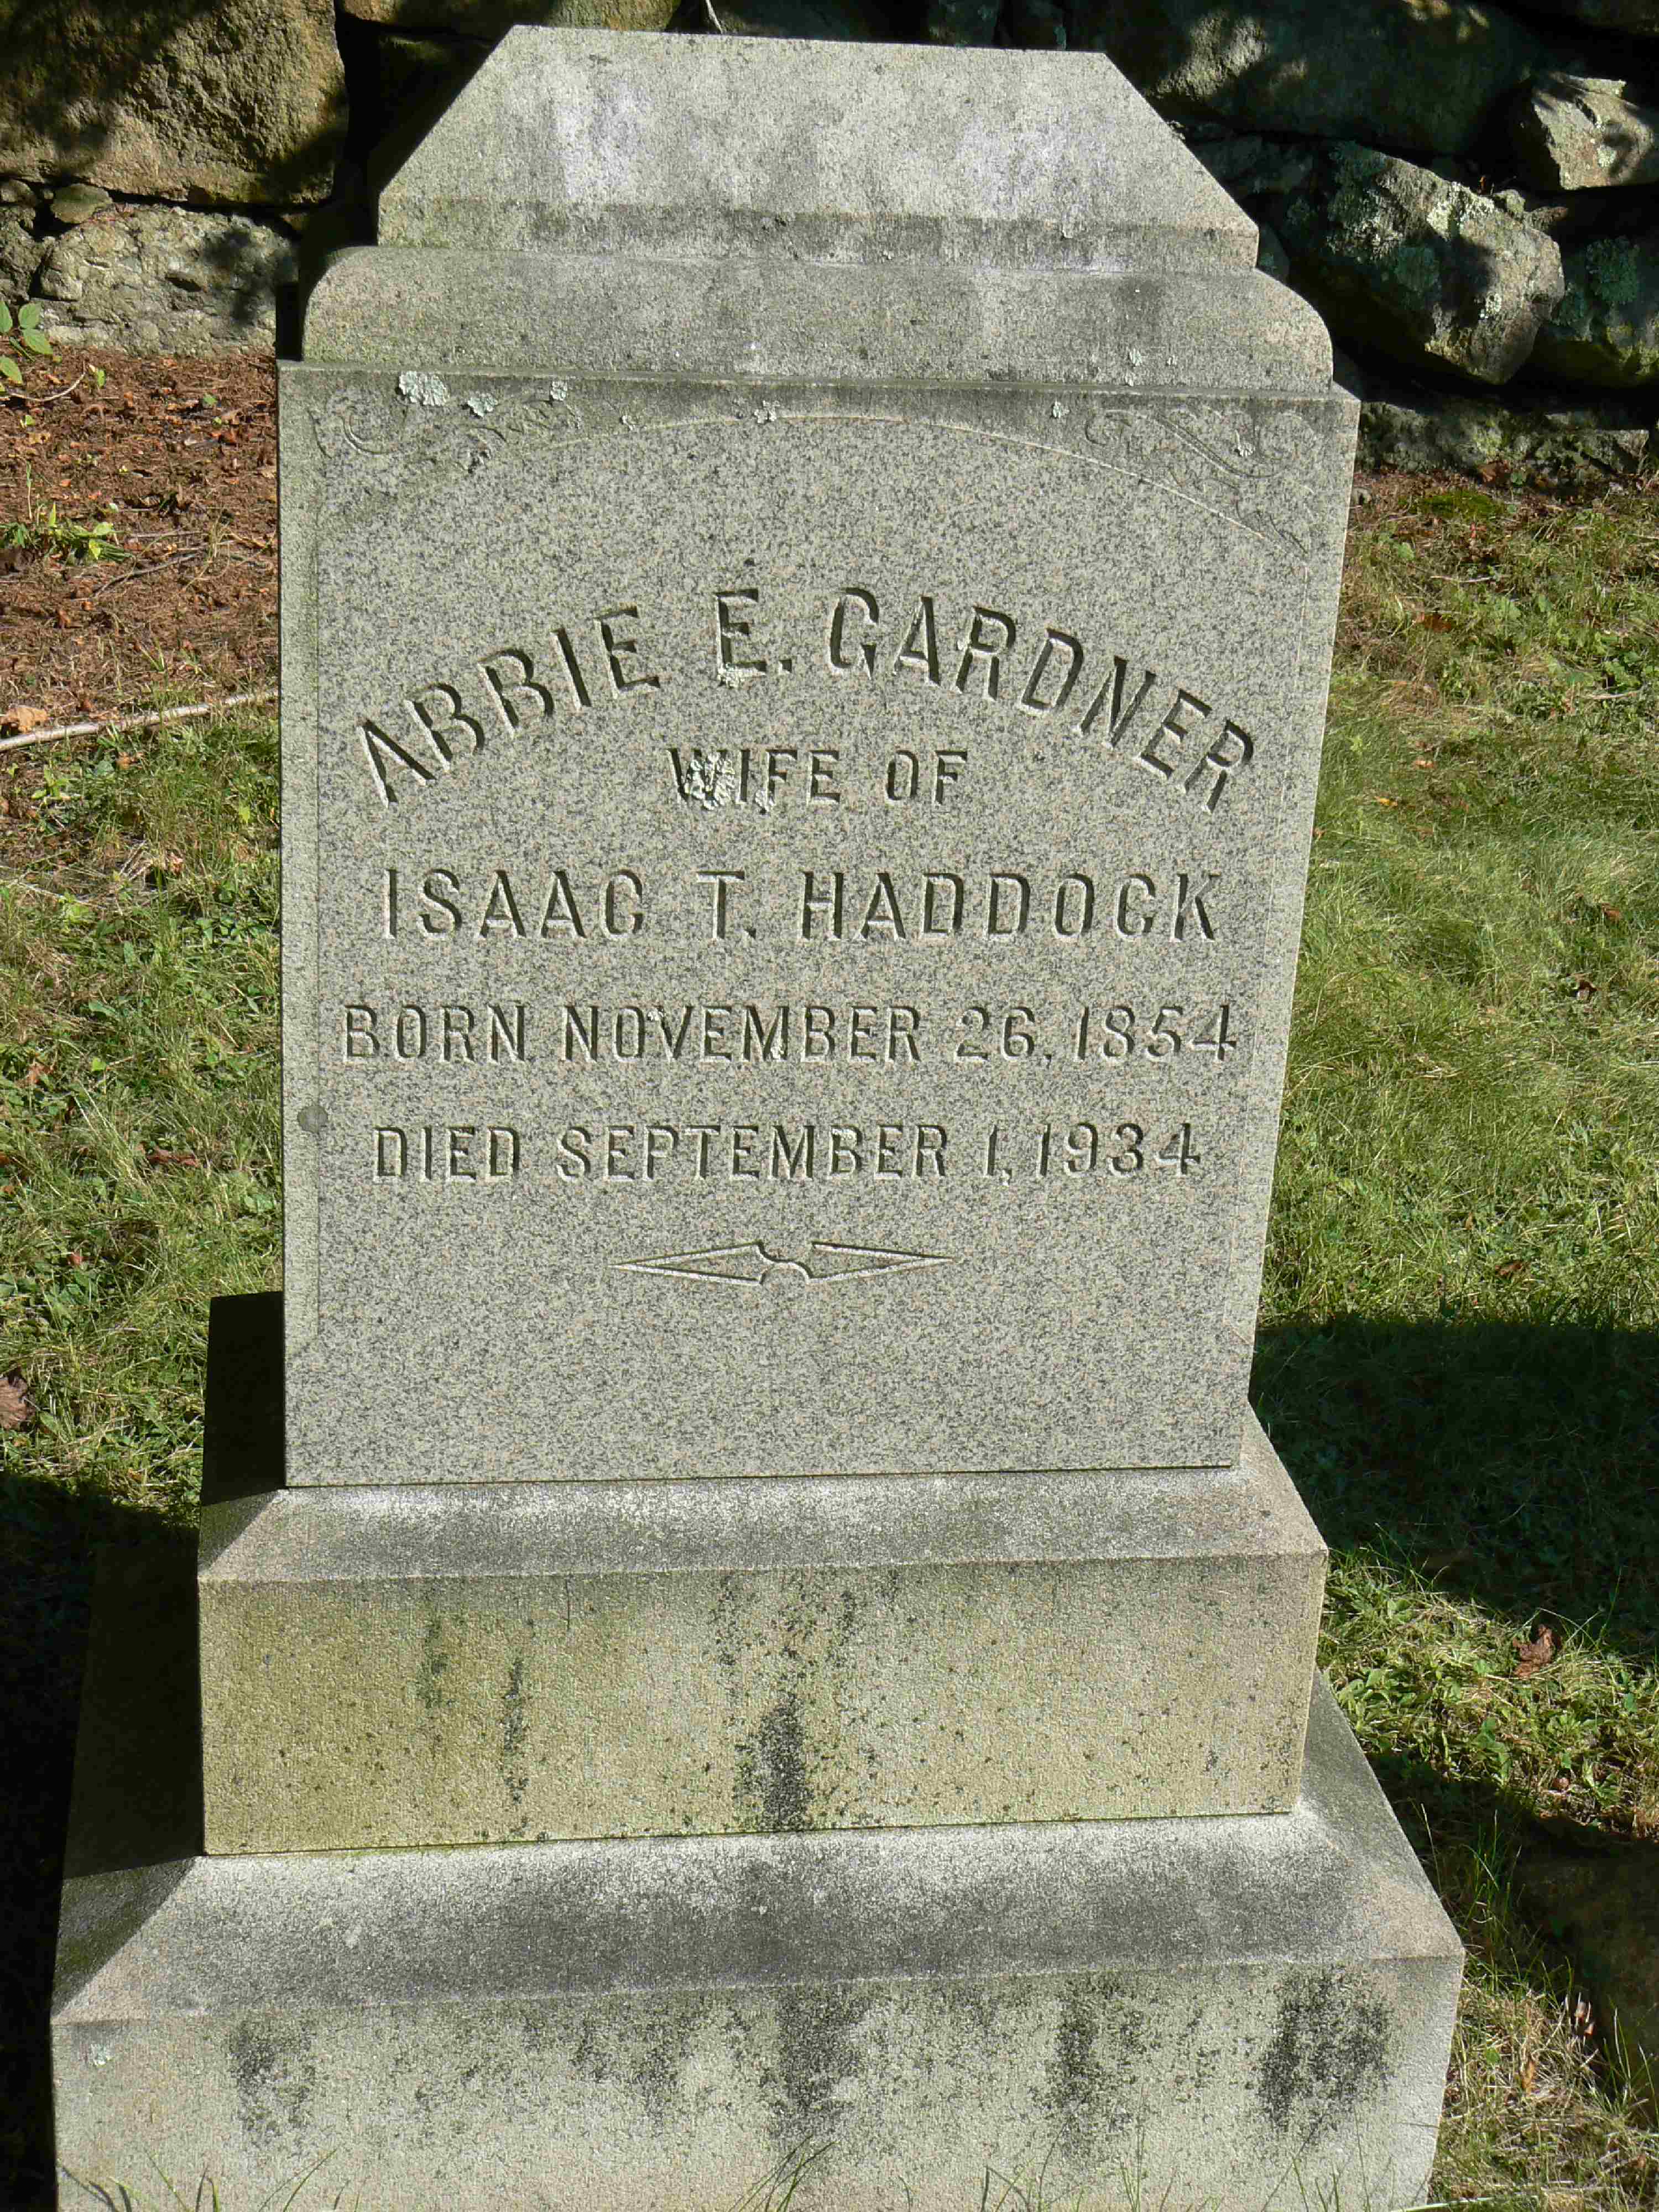 ABBIE E. GARDNER
WIFE OF
ISAAC T. HADDOCK
BORN NOVEMBER 26, 1854
DIED SEPTEMBER 1, 1934